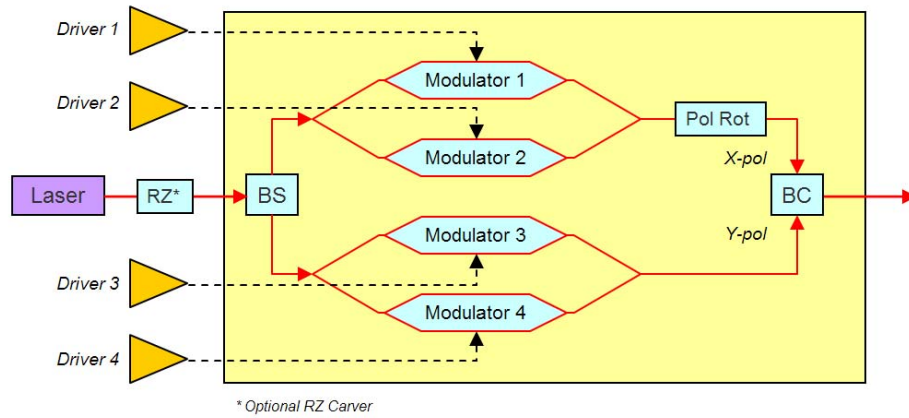 Driver 1
Modulator 1
Driver 2
Pol Rot
Modulator 2
X-pol
Laser
RZ*
BS
BC
Modulator 3
Y-pol
Driver 3
Modulator 4
Driver 4
* Optional RZ Carver